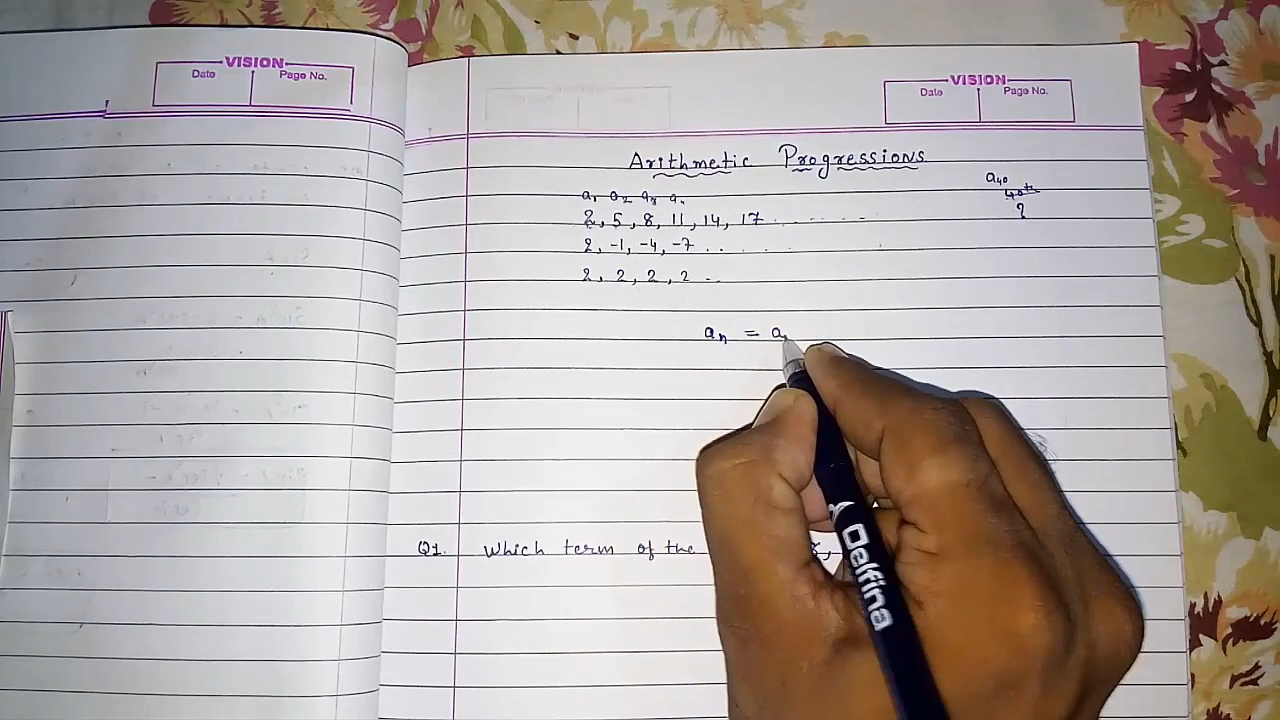 VISION
Date Page No.
VISION
Date Page No.
Arithmetic Progressions
a1 a2 a3
2, 5, 8, 11, 14, 17 ......
2, -1, -4, -7 ....
2, 2, 2, 2 ..
a40
40th
?
an = a
Q1. Which term of the
Delfina